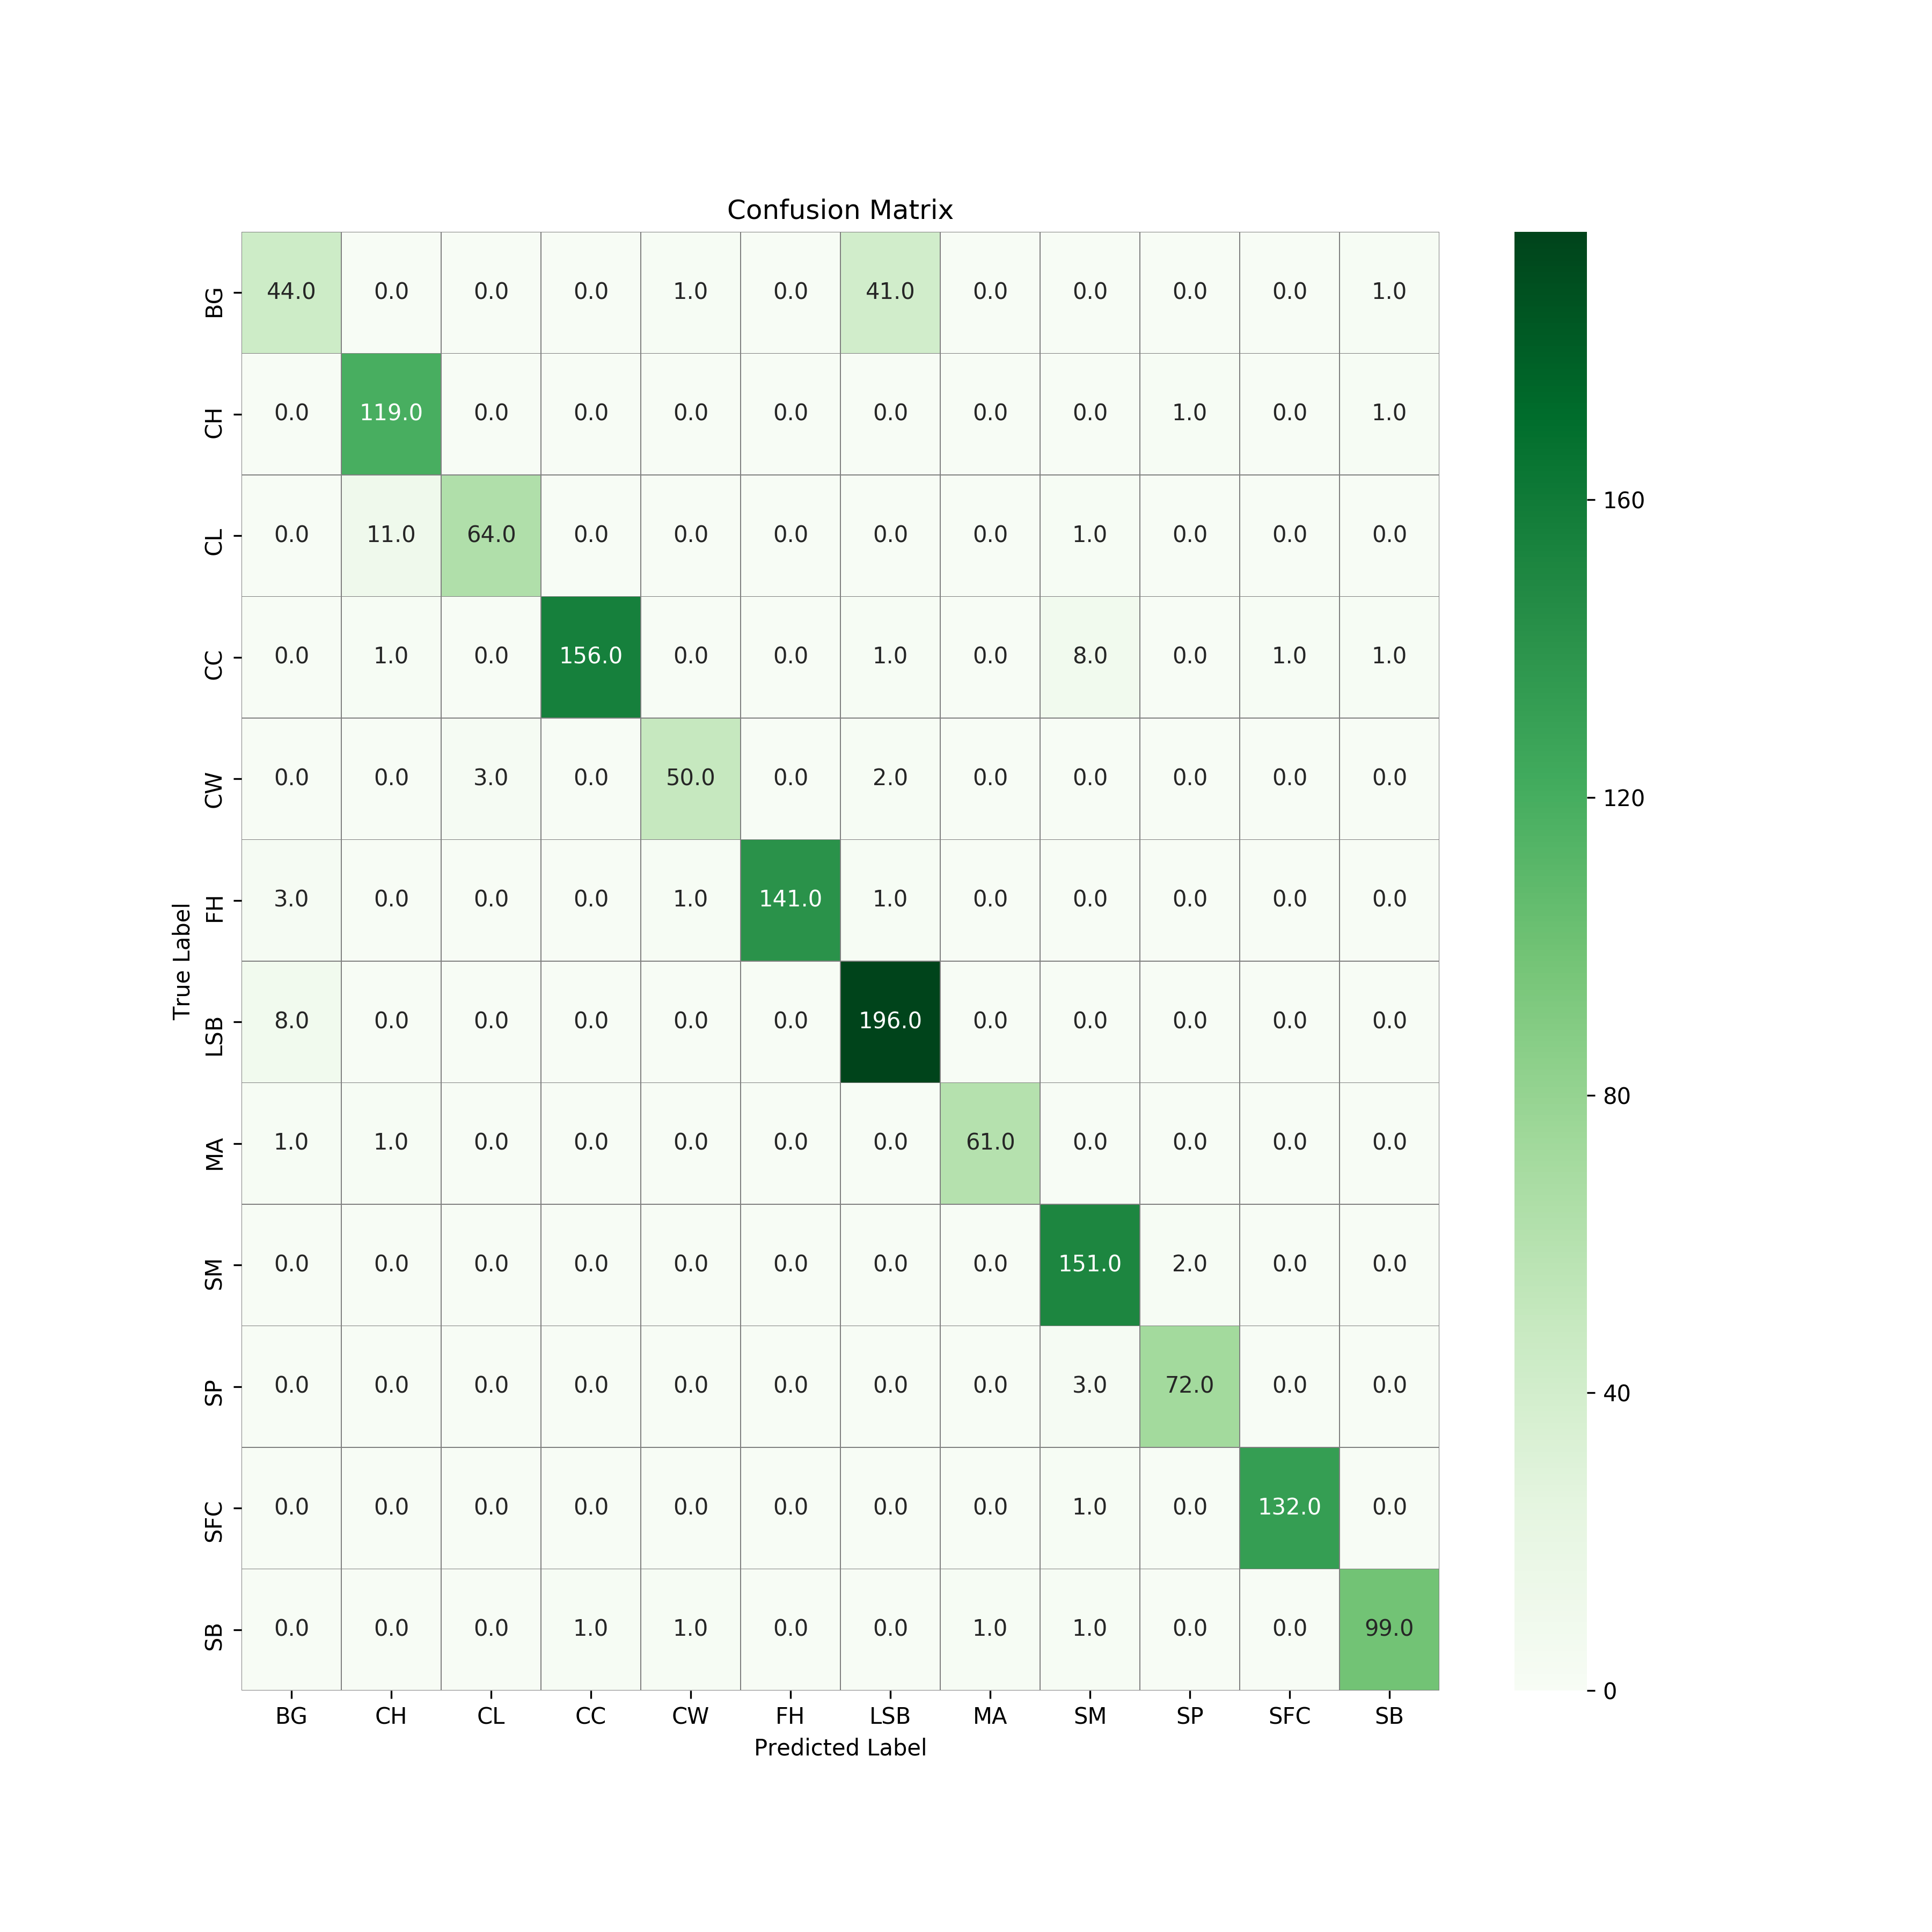 Confusion Matrix
BG 44.0 0.0 0.0 0.0 1.0 0.0 41.0 0.0 0.0 0.0 0.0 1.0
CH 0.0 119.0 0.0 0.0 0.0 0.0 0.0 0.0 0.0 1.0 0.0 1.0
CL 0.0 11.0 64.0 0.0 0.0 0.0 0.0 0.0 1.0 0.0 0.0 0.0
CC 0.0 1.0 0.0 156.0 0.0 0.0 1.0 0.0 8.0 0.0 1.0 1.0
CW 0.0 0.0 3.0 0.0 50.0 0.0 2.0 0.0 0.0 0.0 0.0 0.0
FH 3.0 0.0 0.0 0.0 1.0 141.0 1.0 0.0 0.0 0.0 0.0 0.0
LSB 8.0 0.0 0.0 0.0 0.0 0.0 196.0 0.0 0.0 0.0 0.0 0.0
MA 1.0 1.0 0.0 0.0 0.0 0.0 0.0 61.0 0.0 0.0 0.0 0.0
SM 0.0 0.0 0.0 0.0 0.0 0.0 0.0 0.0 151.0 2.0 0.0 0.0
SP 0.0 0.0 0.0 0.0 0.0 0.0 0.0 0.0 3.0 72.0 0.0 0.0
SFC 0.0 0.0 0.0 0.0 0.0 0.0 0.0 0.0 1.0 0.0 132.0 0.0
SB 0.0 0.0 0.0 1.0 1.0 0.0 0.0 1.0 1.0 0.0 0.0 99.0
BG CH CL CC CW FH LSB MA SM SP SFC SB
Predicted Label
True Label
160
120
80
40
0